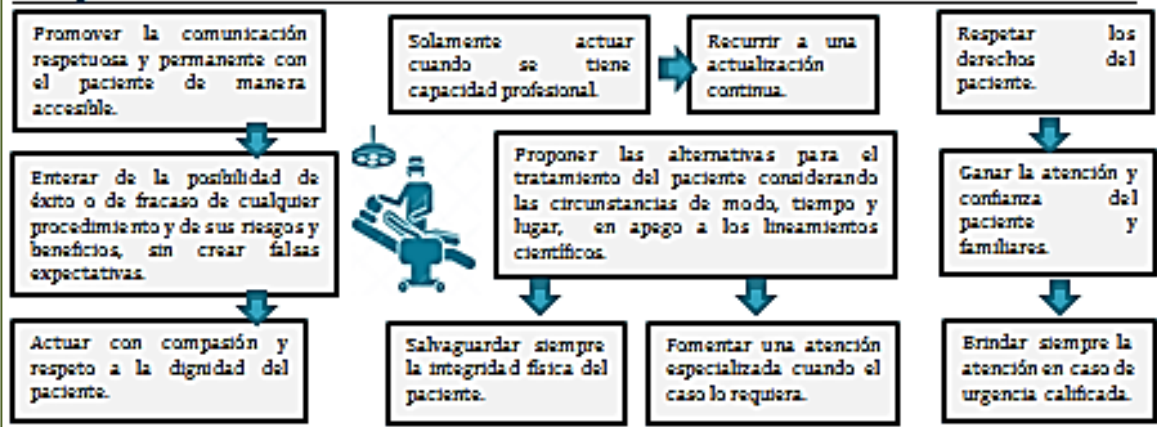 Promover la comunicación
respetuosa y permanente con
el paciente de manera
accesible.
Enterar de la posibilidad de
éxito o de fracaso de cualquier
procedimiento y de sus riesgos y
beneficios, sin crear falsas
expectativas.
Actuar con compasión y
respeto a la dignidad del
paciente.
Solamente actuar
cuando se tiene
capacidad profesional.
Recurrir a una
actualización
continua.
Proponer las alternativas para el
tratamiento del paciente considerando
las circunstancias de modo, tiempo y
lugar, en apego a los lineamientos
científicos.
Salvaguardar siempre
la integridad física del
paciente.
Fomentar una atención
especializada cuando el
caso lo requiera.
Respetar los
derechos del
paciente.
Ganar la atención y
confianza del
paciente y
familiares.
Brindar siempre la
atención en caso de
urgencia calificada.